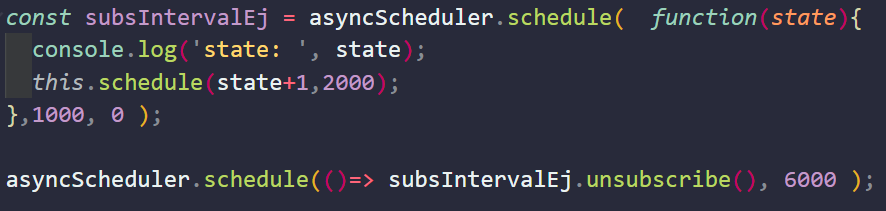 const subsIntervalEj = asyncScheduler.schedule(  function(state){
  console.log('state: ', state);
  this.schedule(state+1,2000);
},1000, 0 );

asyncScheduler.schedule(()=> subsIntervalEj.unsubscribe(), 6000 );